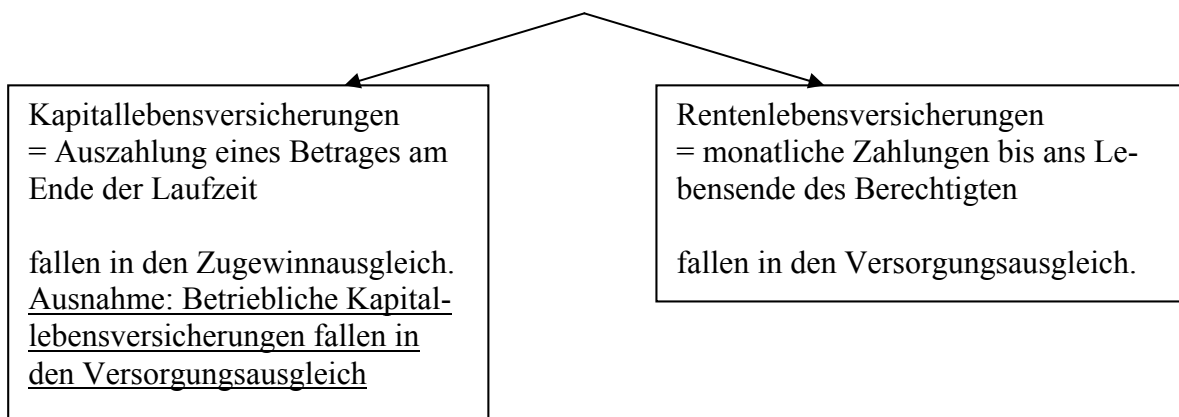 Kapitallebensversicherungen
= Auszahlung eines Betrages am
Ende der Laufzeit
fallen in den Zugewinnausgleich.
Ausnahme: Betriebliche Kapital-
lebensversicherungen fallen in
den Versorgungsausgleich
Rentenlebensversicherungen
= monatliche Zahlungen bis ans Le-
bensende des Berechtigten
fallen in den Versorgungsausgleich.